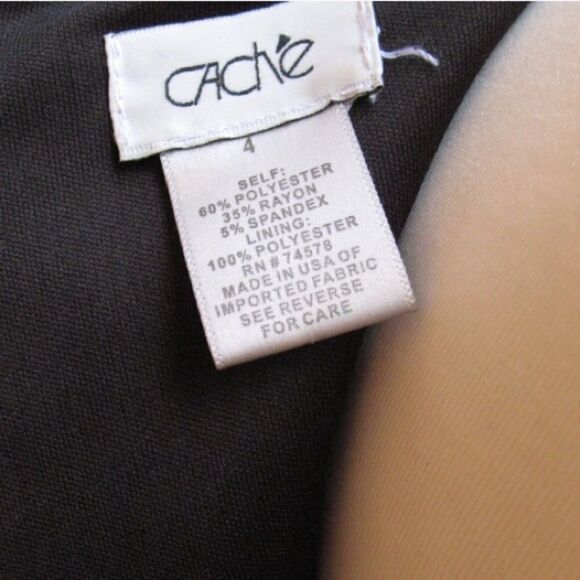 CAChé
4
SELF:
60% POLYESTER
35% RAYON
5% SPANDEX
LINING:
100% POLYESTER
RN# 74578
MADE IN USA OF
IMPORTED FABRIC
SEE REVERSE
FOR CARE